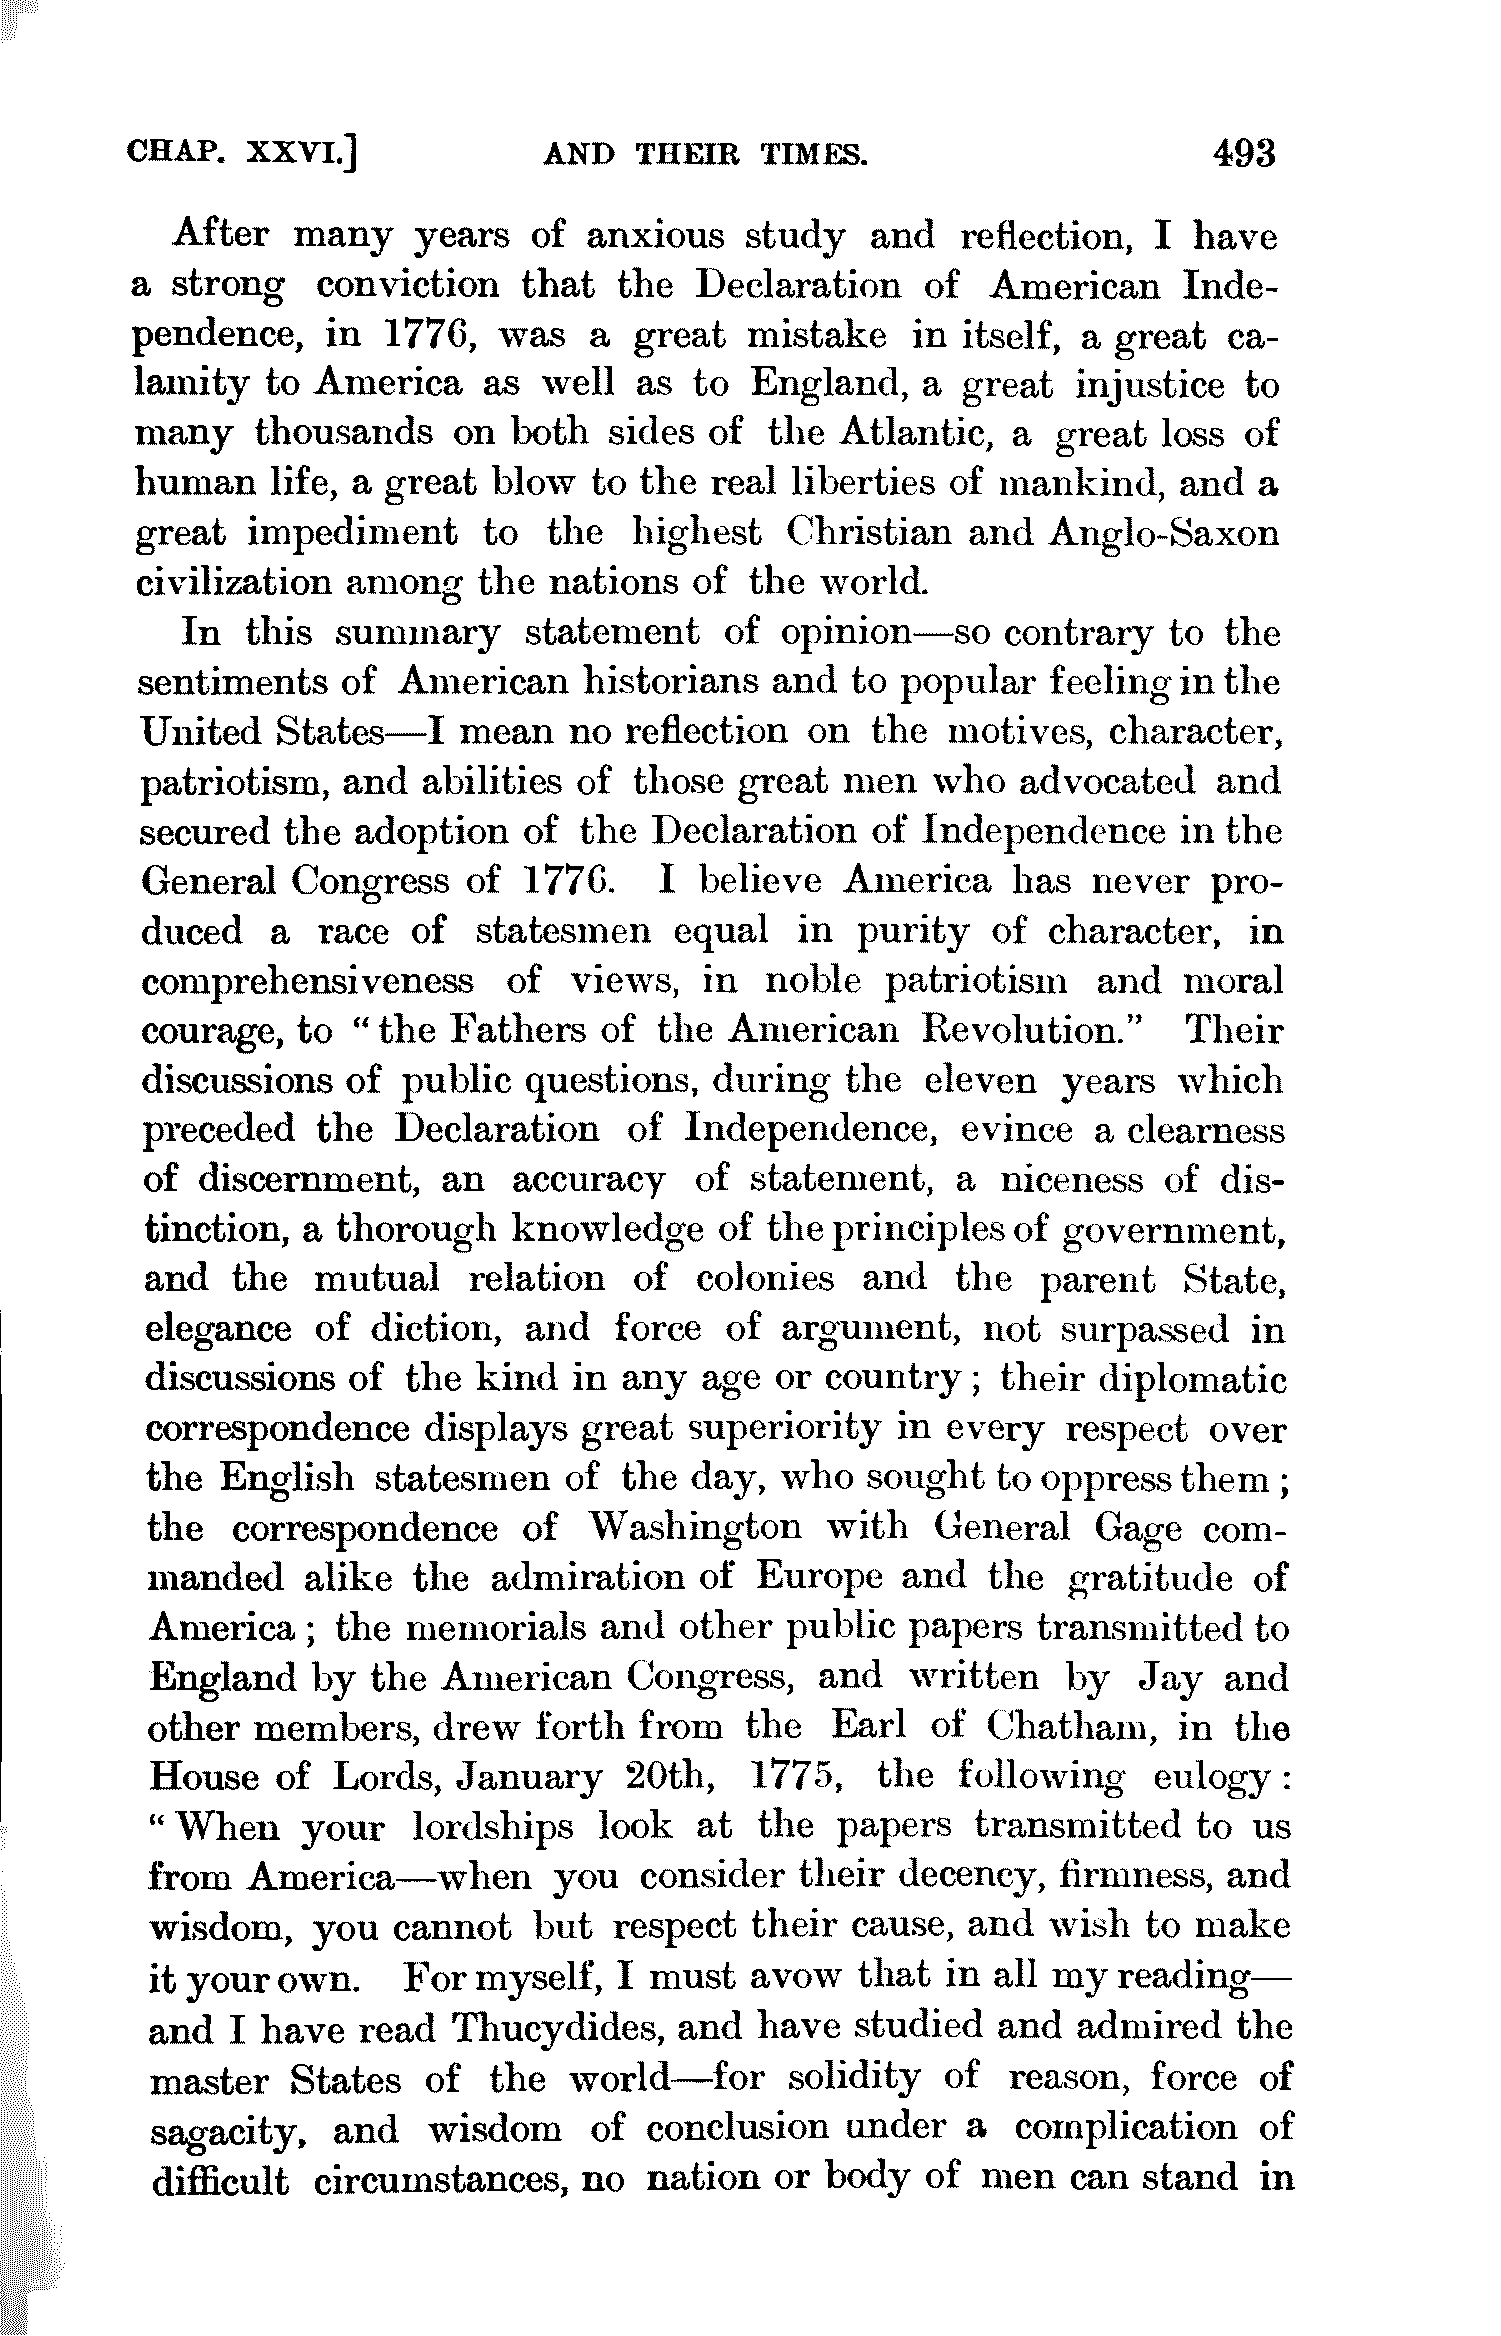 CHAP. XXVI.] AND THEIR TIMES. 493
After many years of anxious study and reflection, I have
a strong conviction that the Declaration of American Inde-
pendence, in 1776, was a great mistake in itself, a great ca-
lamity to America as well as to England, a great injustice to
many thousands on both sides of the Atlantic, a great loss of
human life, a great blow to the real liberties of mankind, and a
great impediment to the highest Christian and Anglo-Saxon
civilization among the nations of the world.
In this summary statement of opinion—so contrary to the
sentiments of American historians and to popular feeling in the
United States—I mean no reflection on the motives, character,
patriotism, and abilities of those great men who advocated and
secured the adoption of the Declaration of Independence in the
General Congress of 1776. I believe America has never pro-
duced a race of statesmen equal in purity of character, in
comprehensiveness of views, in noble patriotism and moral
courage, to “the Fathers of the American Revolution.” Their
discussions of public questions, during the eleven years which
preceded the Declaration of Independence, evince a clearness
of discernment, an accuracy of statement, a niceness of dis-
tinction, a thorough knowledge of the principles of government,
and the mutual relation of colonies and the parent State,
elegance of diction, and force of argument, not surpassed in
discussions of the kind in any age or country; their diplomatic
correspondence displays great superiority in every respect over
the English statesmen of the day, who sought to oppress them;
the correspondence of Washington with General Gage com-
manded alike the admiration of Europe and the gratitude of
America; the memorials and other public papers transmitted to
England by the American Congress, and written by Jay and
other members, drew forth from the Earl of Chatham, in the
House of Lords, January 20th, 1775, the following eulogy:
“When your lordships look at the papers transmitted to us
from America—when you consider their decency, firmness, and
wisdom, you cannot but respect their cause, and wish to make
it your own. For myself, I must avow that in all my reading—
and I have read Thucydides, and have studied and admired the
master States of the world—for solidity of reason, force of
sagacity, and wisdom of conclusion under a complication of
difficult circumstances, no nation or body of men can stand in